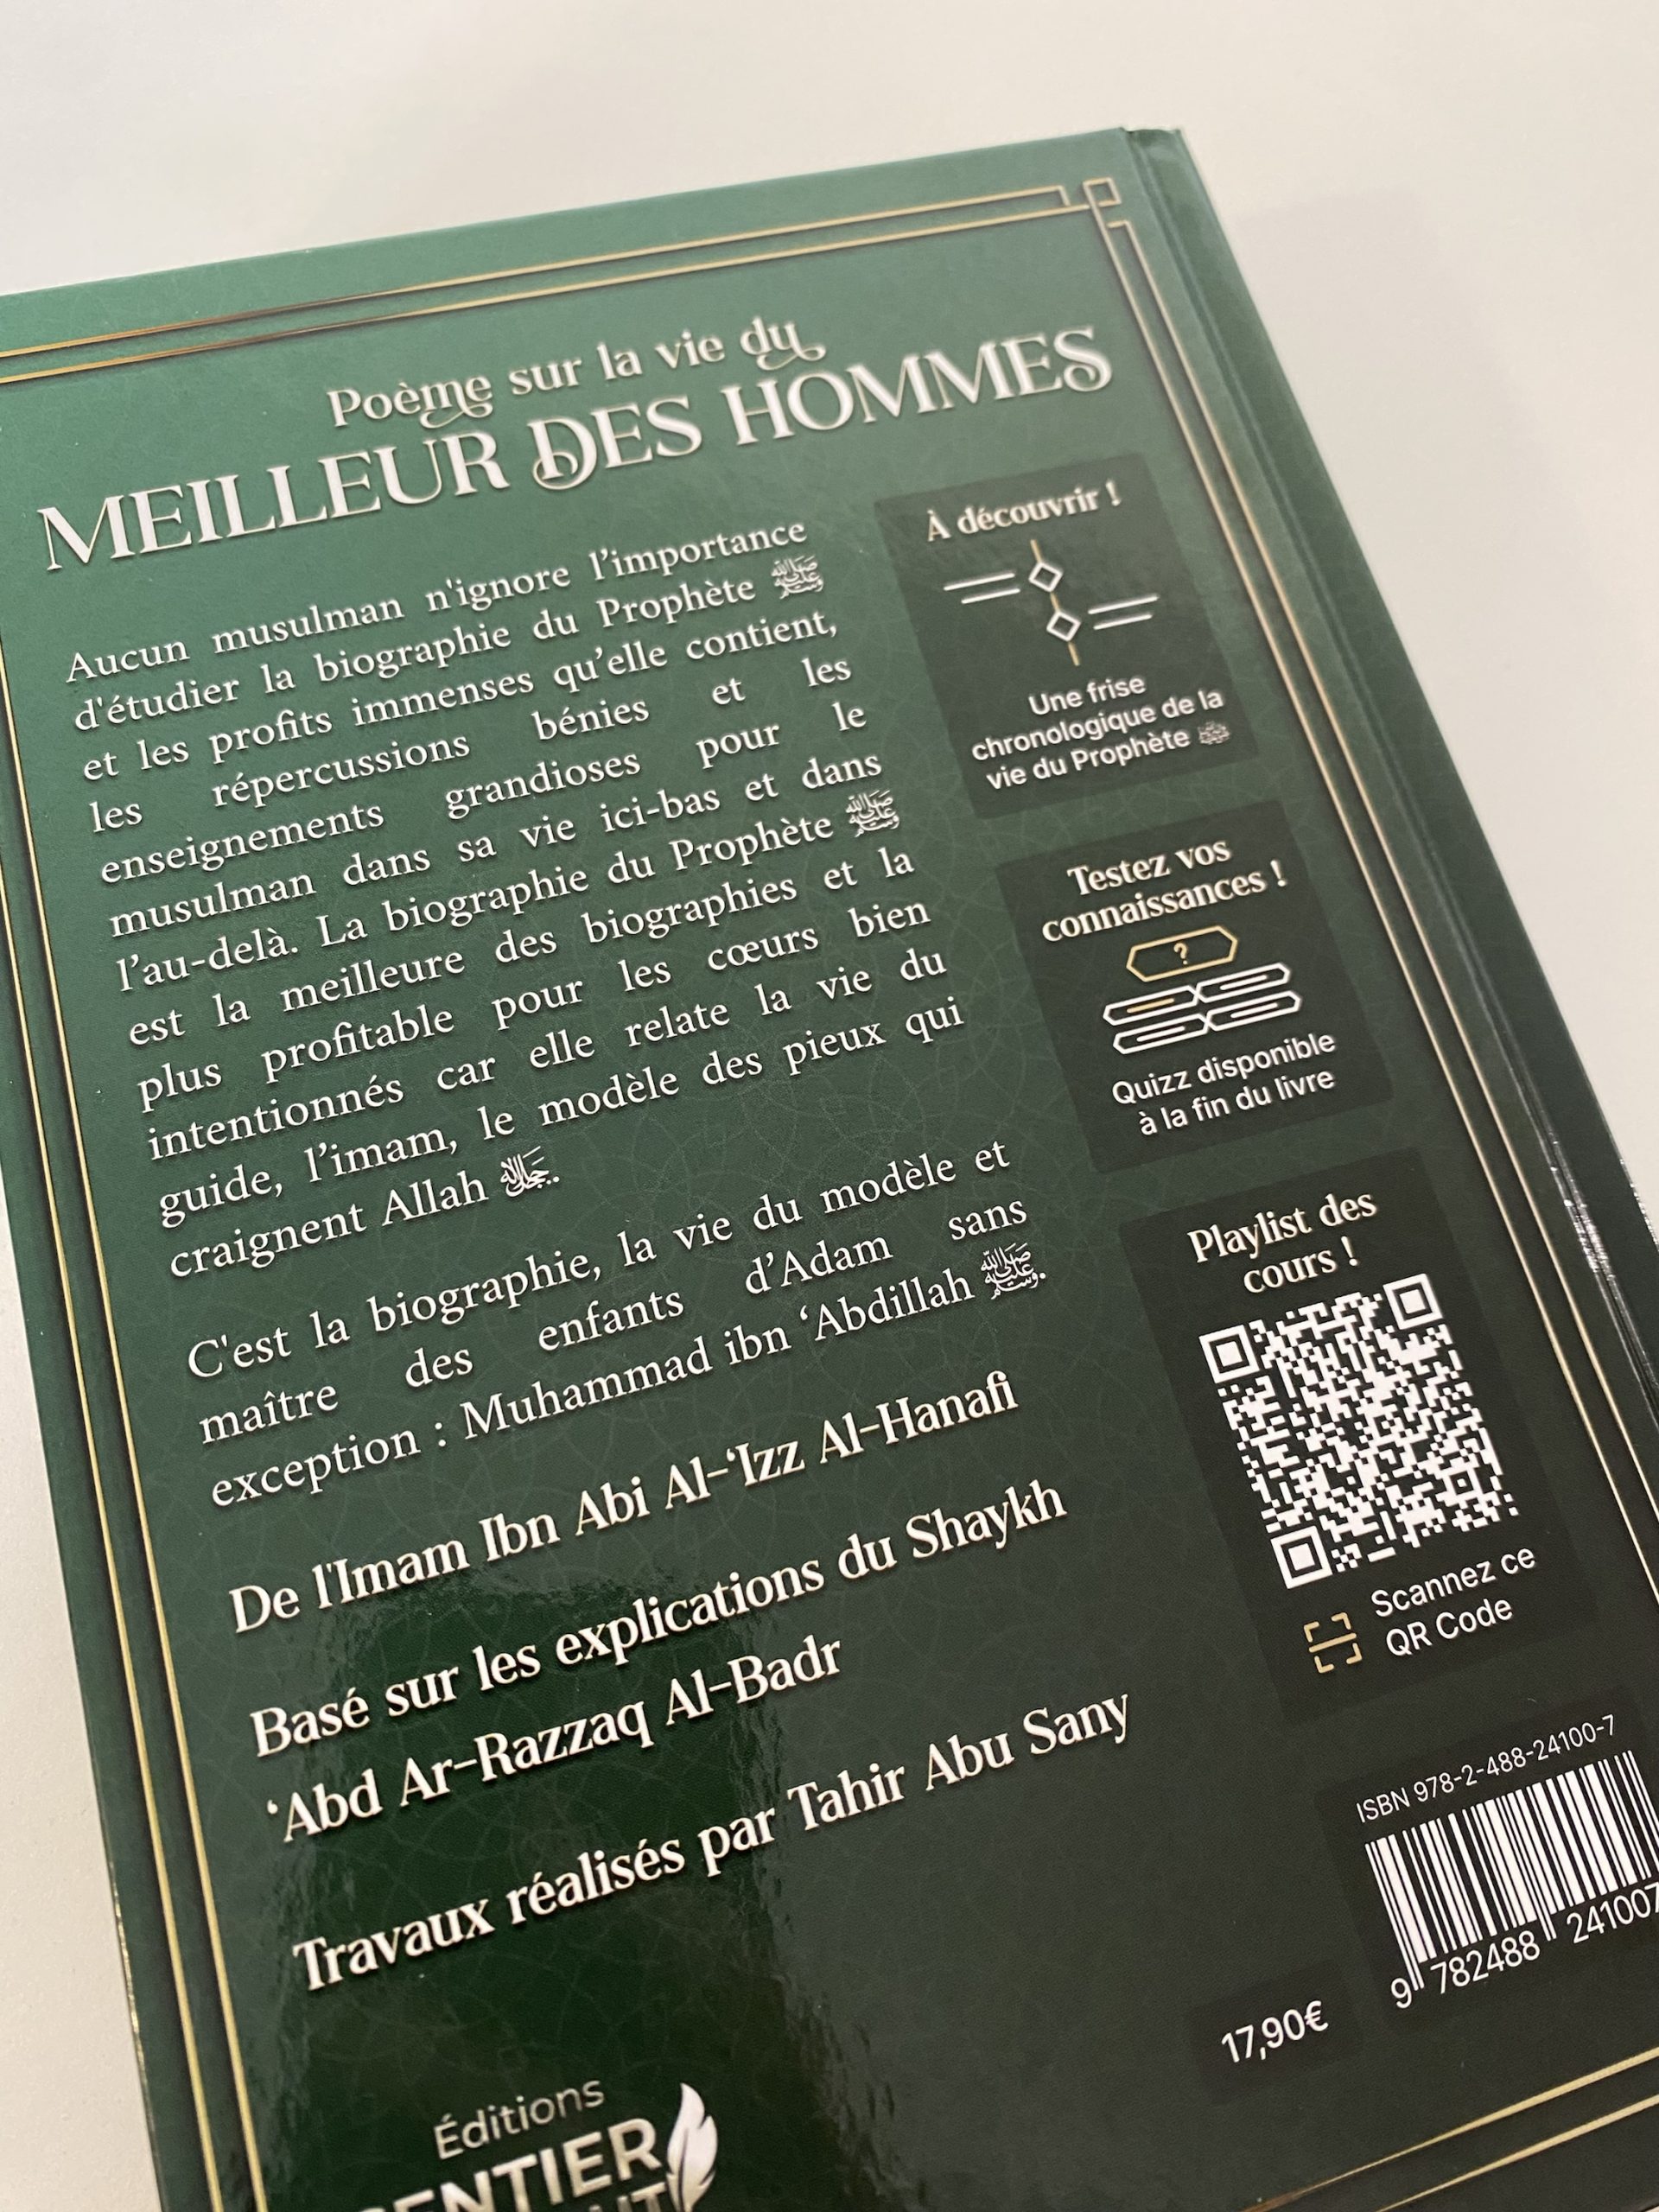 Poème sur la vie du
MEILLEUR DES HOMMES
Aucun musulman n'ignore l’importance
d'étudier la biographie du Prophète ﷺ
et les profits immenses qu’elle contient,
les répercussions bénies et les
enseignements grandioses pour le
musulman dans sa vie ici-bas et dans
l’au-delà. La biographie du Prophète ﷺ
est la meilleure des biographies et la
plus profitable pour les cœurs bien
intentionnés car elle relate la vie du
guide, l’imam, le modèle des pieux qui
craignent Allah ﷻ.
C'est la biographie, la vie du modèle et
maître des enfants d’Adam sans
exception : Muhammad ibn ‘Abdillah ﷺ.
De l'Imam Ibn Abi Al-‘Izz Al-Hanafi
Basé sur les explications du Shaykh
‘Abd Ar-Razzaq Al-Badr
Travaux réalisés par Tahir Abu Sany
À découvrir !
Une frise
chronologique de la
vie du Prophète ﷺ
Testez vos
connaissances !
?
Quizz disponible
à la fin du livre
Playlist des
cours !
Scannez ce
QR Code
ISBN 978-2-488-24100-7
9 782488 241007
17,90€
Éditions